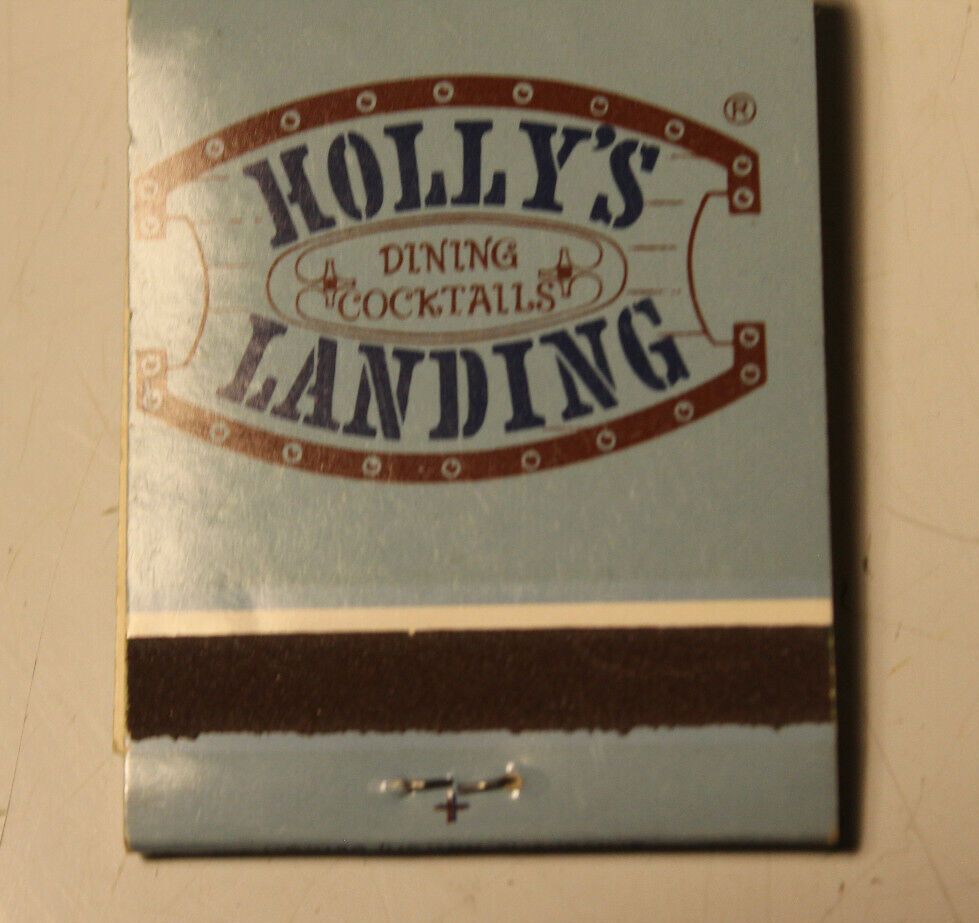 HOLLY'S
®
DINING
COCKTAILS
LANDING